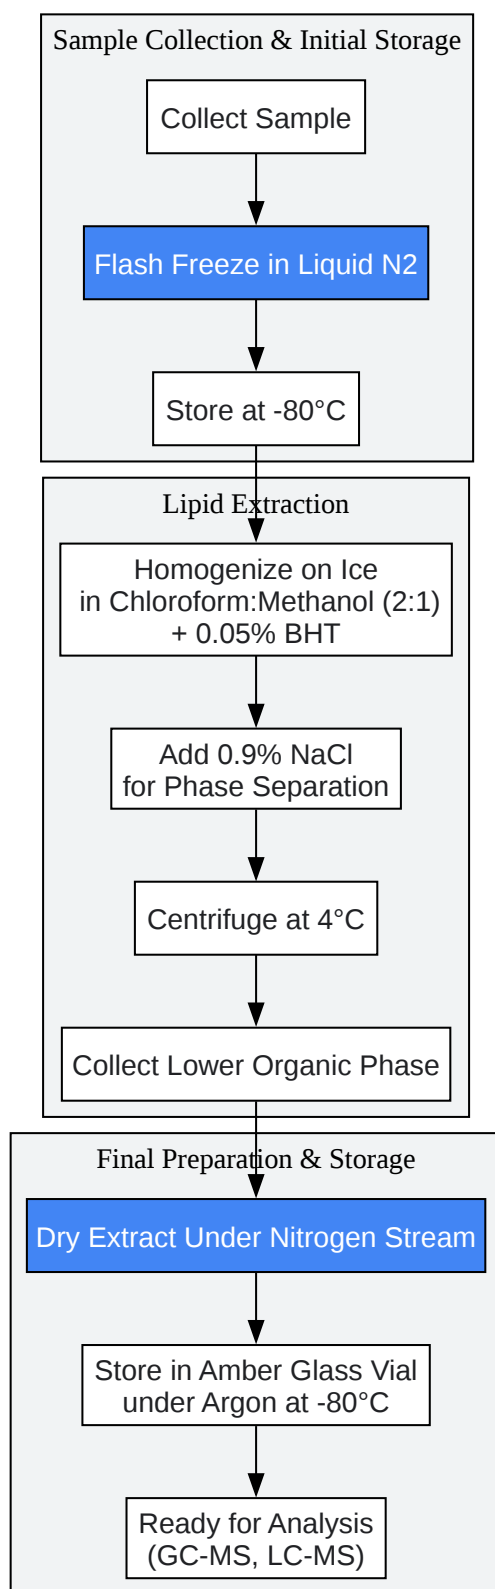 Sample Collection & Initial Storage
Collect Sample
Flash Freeze in Liquid N2
Store at -80°C
Lipid Extraction
Homogenize on Ice
in Chloroform:Methanol (2:1)
+ 0.05% BHT
Add 0.9% NaCl
for Phase Separation
Centrifuge at 4°C
Collect Lower Organic Phase
Final Preparation & Storage
Dry Extract Under Nitrogen Stream
Store in Amber Glass Vial
under Argon at -80°C
Ready for Analysis
(GC-MS, LC-MS)